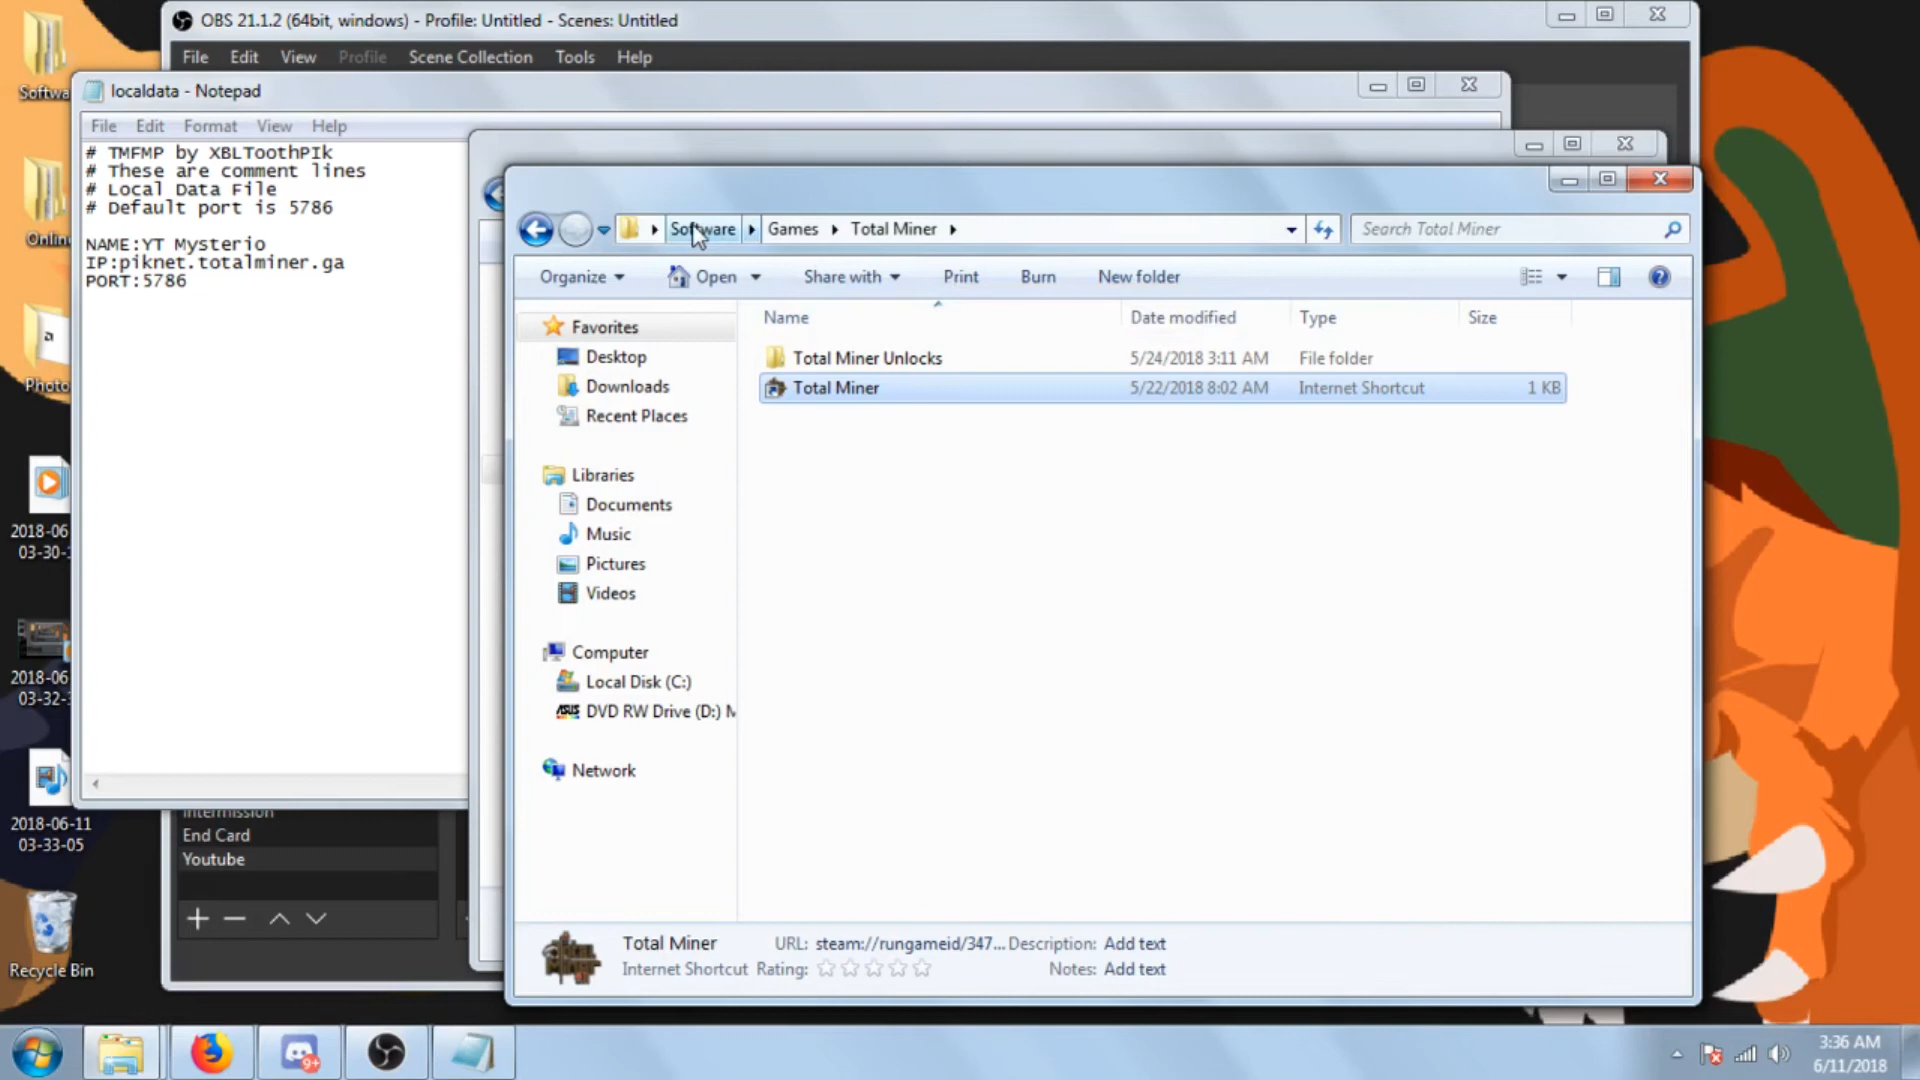 OBS 21.1.2 (64bit, windows) - Profile: Untitled - Scenes: Untitled
File Edit View Profile Scene Collection Tools Help
localdata - Notepad
File Edit Format View Help
# TMFMP by XBLToothPIk
# These are comment lines
# Local Data File
# Default port is 5786
NAME:YT Mysterio
IP:piknet.totalminer.ga
PORT:5786
Software Games Total Miner
Search Total Miner
Organize Open Share with Print Burn New folder
Name Date modified Type Size
Total Miner Unlocks 5/24/2018 3:11 AM File folder
Total Miner 5/22/2018 8:02 AM Internet Shortcut 1 KB
Favorites
Desktop
Downloads
Recent Places
Libraries
Documents
Music
Pictures
Videos
Computer
Local Disk (C:)
DVD RW Drive (D:) M
Network
Total Miner URL: steam://rungameid/347... Description: Add text
Internet Shortcut Rating: Notes: Add text
Softwa
Onlin
a
Photo
2018-06
03-30-
2018-06
03-32-
2018-06-11
03-33-05
Recycle Bin
Intermission
End Card
Youtube
ASUS
9+
3:36 AM
6/11/2018